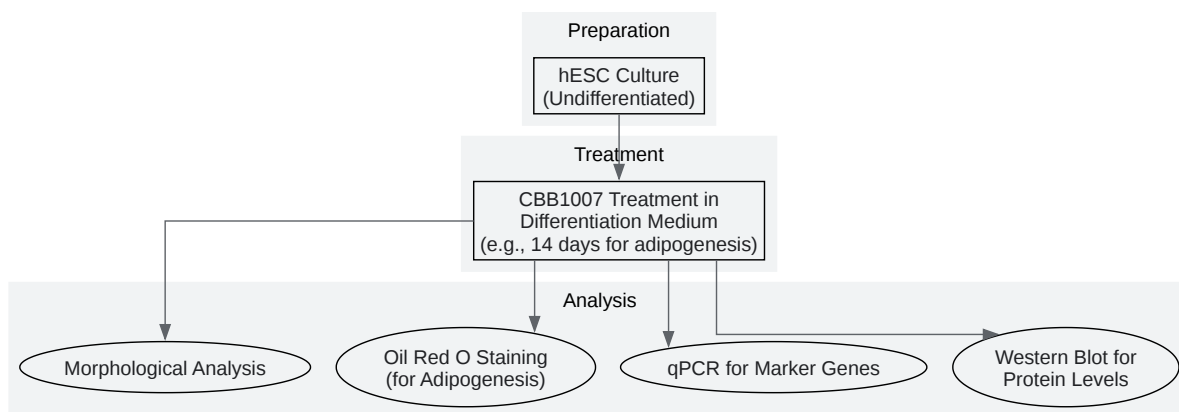 Preparation
hESC Culture
(Undifferentiated)
Treatment
CBB1007 Treatment in
Differentiation Medium
(e.g., 14 days for adipogenesis)
Analysis
Morphological Analysis
Oil Red O Staining
(for Adipogenesis)
qPCR for Marker Genes
Western Blot for
Protein Levels